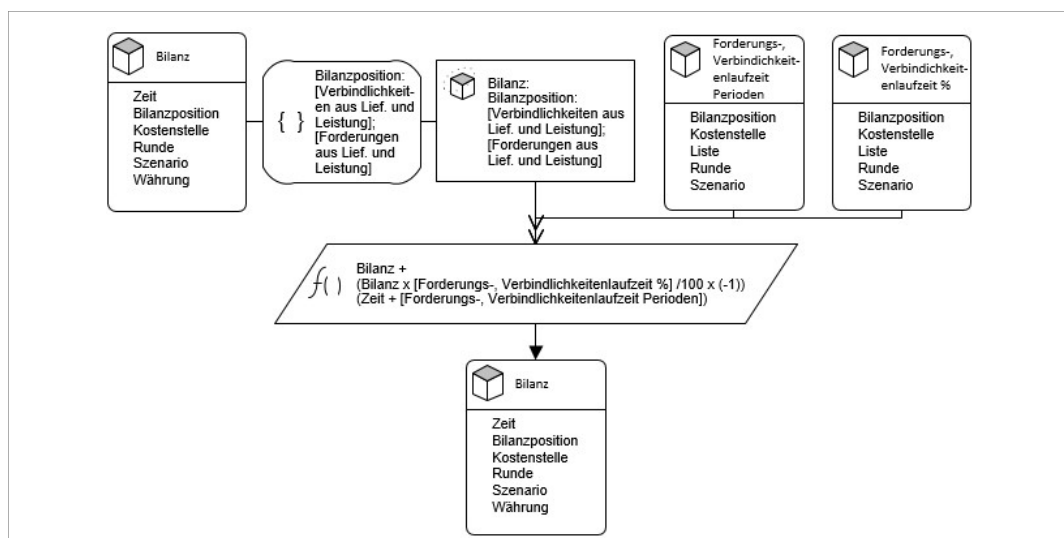 Bilanz
Zeit
Bilanzposition
Kostenstelle
Runde
Szenario
Währung
{ }
Bilanzposition:
[Verbindlichkeit-
en aus Lief. und
Leistung];
[Forderungen
aus Lief. und
Leistung]
Bilanz:
Bilanzposition:
[Verbindlichkeiten aus
Lief. und Leistung];
[Forderungen aus
Lief. und Leistung]
Forderungs-,
Verbindichkeit-
enlaufzeit
Perioden
Bilanzposition
Kostenstelle
Liste
Runde
Szenario
Forderungs-,
Verbindichkeit-
enlaufzeit %
Bilanzposition
Kostenstelle
Liste
Runde
Szenario
f( )
Bilanz +
(Bilanz x [Forderungs-, Verbindlichkeitenlaufzeit %] /100 x (-1))
(Zeit + [Forderungs-, Verbindlichkeitenlaufzeit Perioden])
Bilanz
Zeit
Bilanzposition
Kostenstelle
Runde
Szenario
Währung